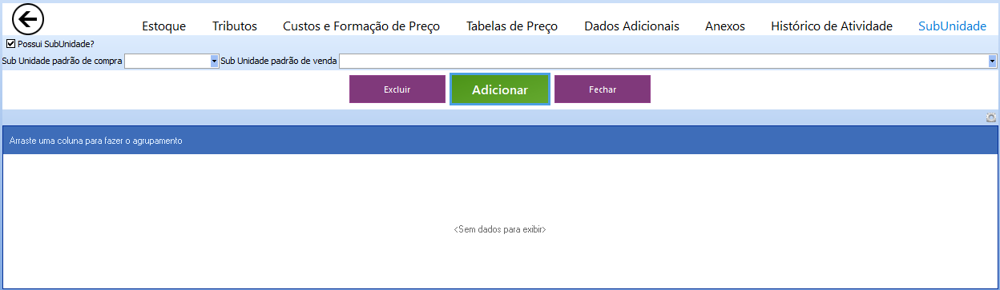 Estoque Tributos Custos e Formação de Preço Tabelas de Preço Dados Adicionais Anexos Histórico de Atividade SubUnidade
Possui SubUnidade?
Sub Unidade padrão de compra Sub Unidade padrão de venda
Excluir Adicionar Fechar
Arraste uma coluna para fazer o agrupamento
<Sem dados para exibir>